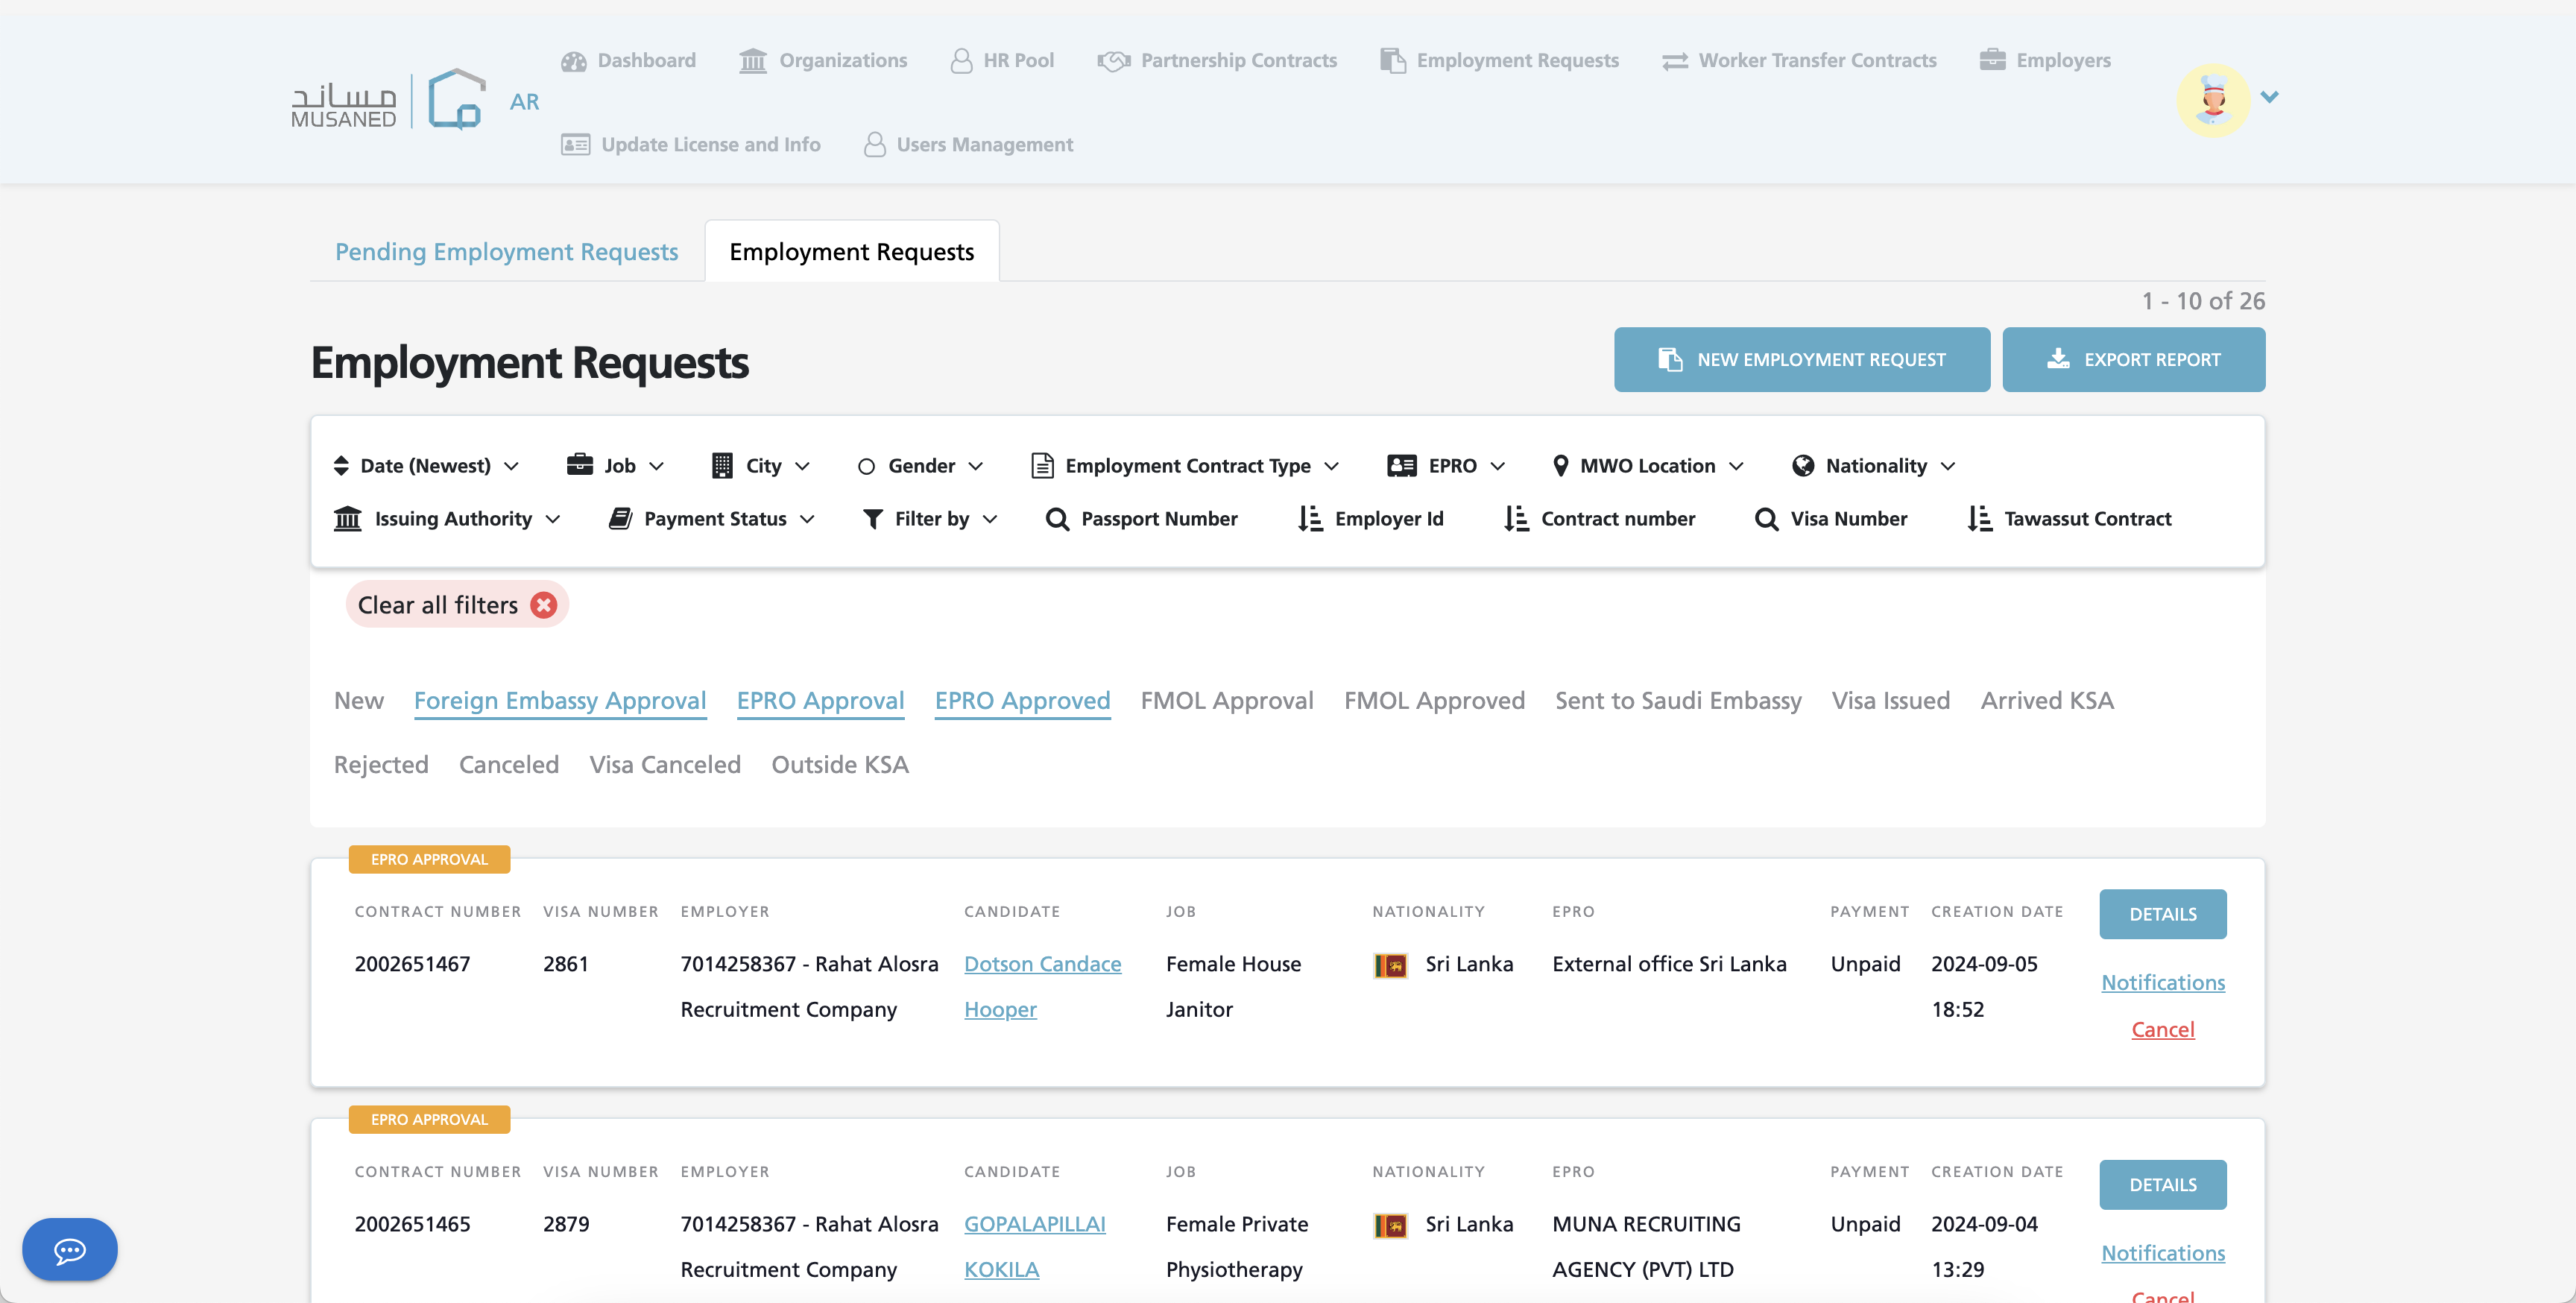 Dashboard Organizations HR Pool Partnership Contracts Employment Requests Worker Transfer Contracts Employers
مساند
MUSANED
AR
Update License and Info Users Management
Pending Employment Requests Employment Requests
1 - 10 of 26
Employment Requests
NEW EMPLOYMENT REQUEST EXPORT REPORT
Date (Newest) Job City Gender Employment Contract Type EPRO MWO Location Nationality
Issuing Authority Payment Status Filter by Passport Number Employer Id Contract number Visa Number Tawassut Contract
Clear all filters
New Foreign Embassy Approval EPRO Approval EPRO Approved FMOL Approval FMOL Approved Sent to Saudi Embassy Visa Issued Arrived KSA
Rejected Canceled Visa Canceled Outside KSA
EPRO APPROVAL
CONTRACT NUMBER VISA NUMBER EMPLOYER CANDIDATE JOB NATIONALITY EPRO PAYMENT CREATION DATE DETAILS
2002651467 2861 7014258367 - Rahat Alosra Dotson Candace Female House Sri Lanka External office Sri Lanka Unpaid 2024-09-05
Notifications
Recruitment Company Hooper Janitor 18:52
Cancel
EPRO APPROVAL
CONTRACT NUMBER VISA NUMBER EMPLOYER CANDIDATE JOB NATIONALITY EPRO PAYMENT CREATION DATE DETAILS
2002651465 2879 7014258367 - Rahat Alosra GOPALAPILLAI Female Private Sri Lanka MUNA RECRUITING Unpaid 2024-09-04
Notifications
Recruitment Company KOKILA Physiotherapy AGENCY (PVT) LTD 13:29
Cancel